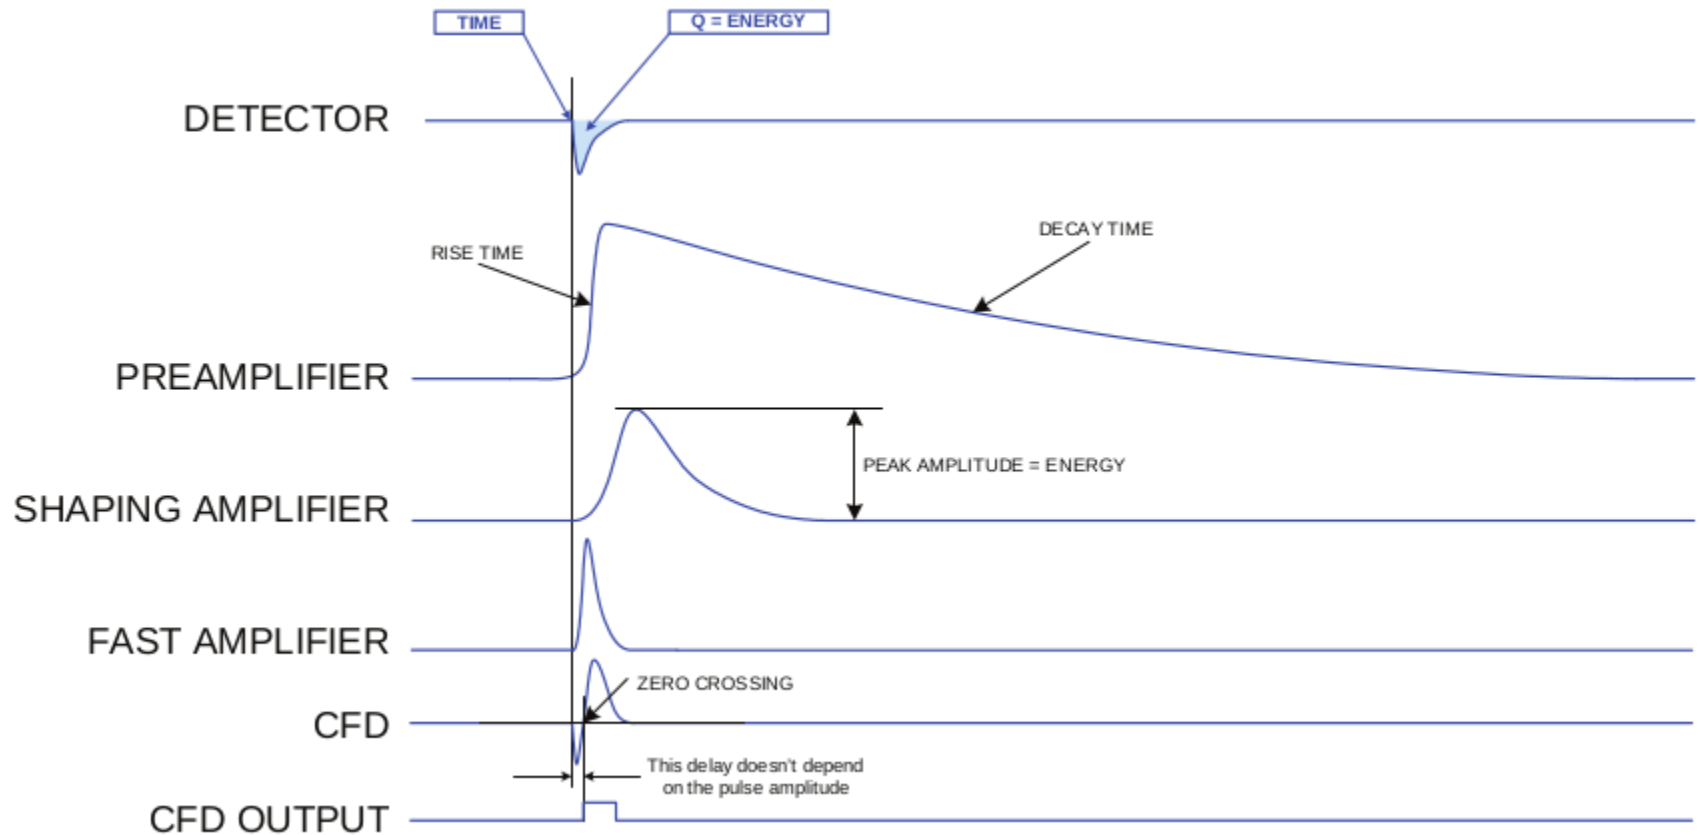 TIME
Q = ENERGY
DETECTOR
RISE TIME
DECAY TIME
PREAMPLIFIER
PEAK AMPLITUDE = ENERGY
SHAPING AMPLIFIER
FAST AMPLIFIER
ZERO CROSSING
CFD
This delay doesn't depend
on the pulse amplitude
CFD OUTPUT